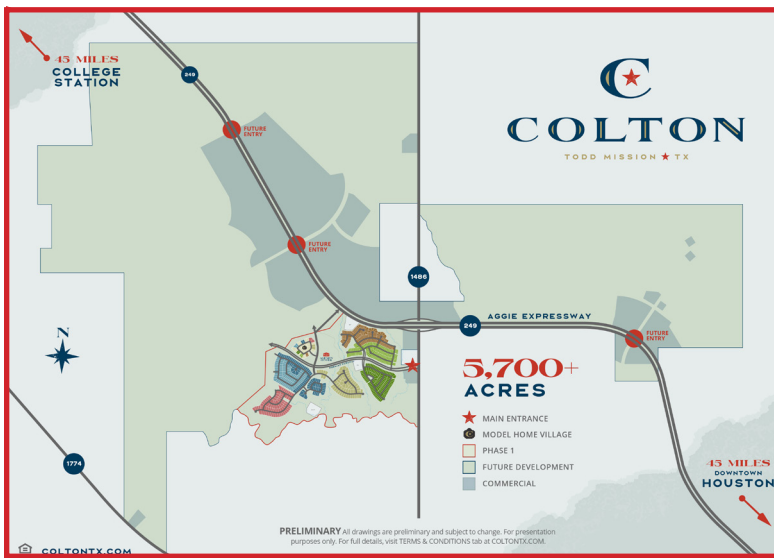 45 MILES
COLLEGE
STATION
249
FUTURE
ENTRY
C
COLTON
TODD MISSION ★ TX
FUTURE
ENTRY
1486
249
AGGIE EXPRESSWAY
FUTURE
ENTRY
N
5,700+
ACRES
MAIN ENTRANCE
MODEL HOME VILLAGE
PHASE 1
FUTURE DEVELOPMENT
COMMERCIAL
1774
45 MILES
DOWNTOWN
HOUSTON
PRELIMINARY All drawings are preliminary and subject to change. For presentation
purposes only. For full details, visit TERMS & CONDITIONS tab at COLTONTX.COM.
COLTONTX.COM